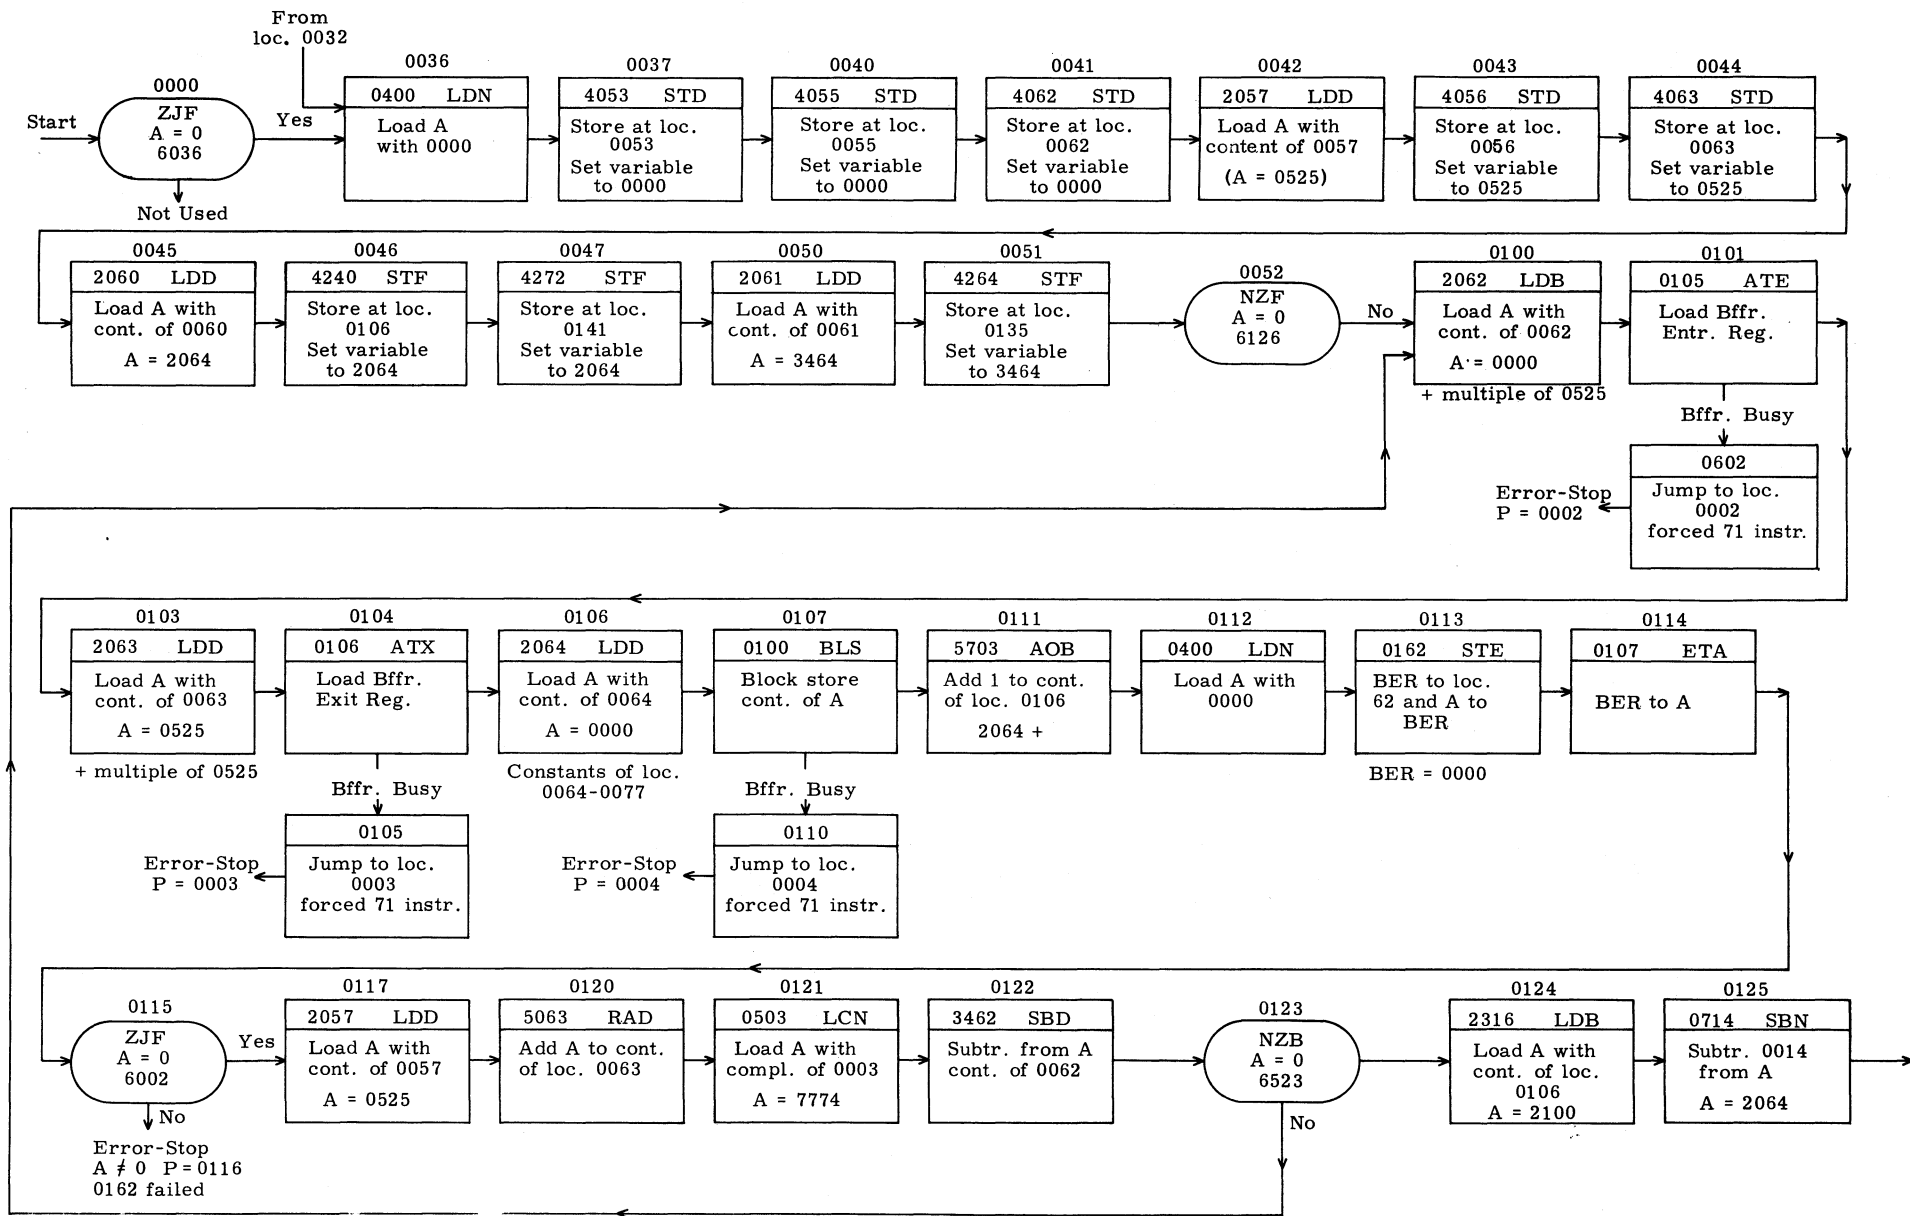 From
loc. 0032
Start
0000
ZJF
A = 0
6036
Yes
Not Used
0036
0400 LDN
Load A
with 0000
0037
4053 STD
Store at loc.
0053
Set variable
to 0000
0040
4055 STD
Store at loc.
0055
Set variable
to 0000
0041
4062 STD
Store at loc.
0062
Set variable
to 0000
0042
2057 LDD
Load A with
content of 0057
(A = 0525)
0043
4056 STD
Store at loc.
0056
Set variable
to 0525
0044
4063 STD
Store at loc.
0063
Set variable
to 0525
0045
2060 LDD
Load A with
cont. of 0060
A = 2064
0046
4240 STF
Store at loc.
0106
Set variable
to 2064
0047
4272 STF
Store at loc.
0141
Set variable
to 2064
0050
2061 LDD
Load A with
cont. of 0061
A = 3464
0051
4264 STF
Store at loc.
0135
Set variable
to 3464
0052
NZF
A = 0
6126
No
0100
2062 LDB
Load A with
cont. of 0062
A = 0000
+ multiple of 0525
0101
0105 ATE
Load Bffr.
Entr. Reg.
Bffr. Busy
0602
Jump to loc.
0002
forced 71 instr.
Error-Stop
P = 0002
0103
2063 LDD
Load A with
cont. of 0063
A = 0525
+ multiple of 0525
0104
0106 ATX
Load Bffr.
Exit Reg.
Bffr. Busy
0105
Jump to loc.
0003
forced 71 instr.
Error-Stop
P = 0003
0106
2064 LDD
Load A with
cont. of 0064
A = 0000
Constants of loc.
0064-0077
0107
0100 BLS
Block store
cont. of A
Bffr. Busy
0110
Jump to loc.
0004
forced 71 instr.
Error-Stop
P = 0004
0111
5703 AOB
Add 1 to cont.
of loc. 0106
2064 +
0112
0400 LDN
Load A with
0000
0113
0162 STE
BER to loc.
62 and A to
BER
BER = 0000
0114
0107 ETA
BER to A
0115
ZJF
A = 0
6002
Yes
No
Error-Stop
A ≠ 0 P = 0116
0162 failed
0117
2057 LDD
Load A with
cont. of 0057
A = 0525
0120
5063 RAD
Add A to cont.
of loc. 0063
0121
0503 LCN
Load A with
compl. of 0003
A = 7774
0122
3462 SBD
Subtr. from A
cont. of 0062
0123
NZB
A = 0
6523
No
0124
2316 LDB
Load A with
cont. of loc.
0106
A = 2100
0125
0714 SBN
Subtr. 0014
from A
A = 2064